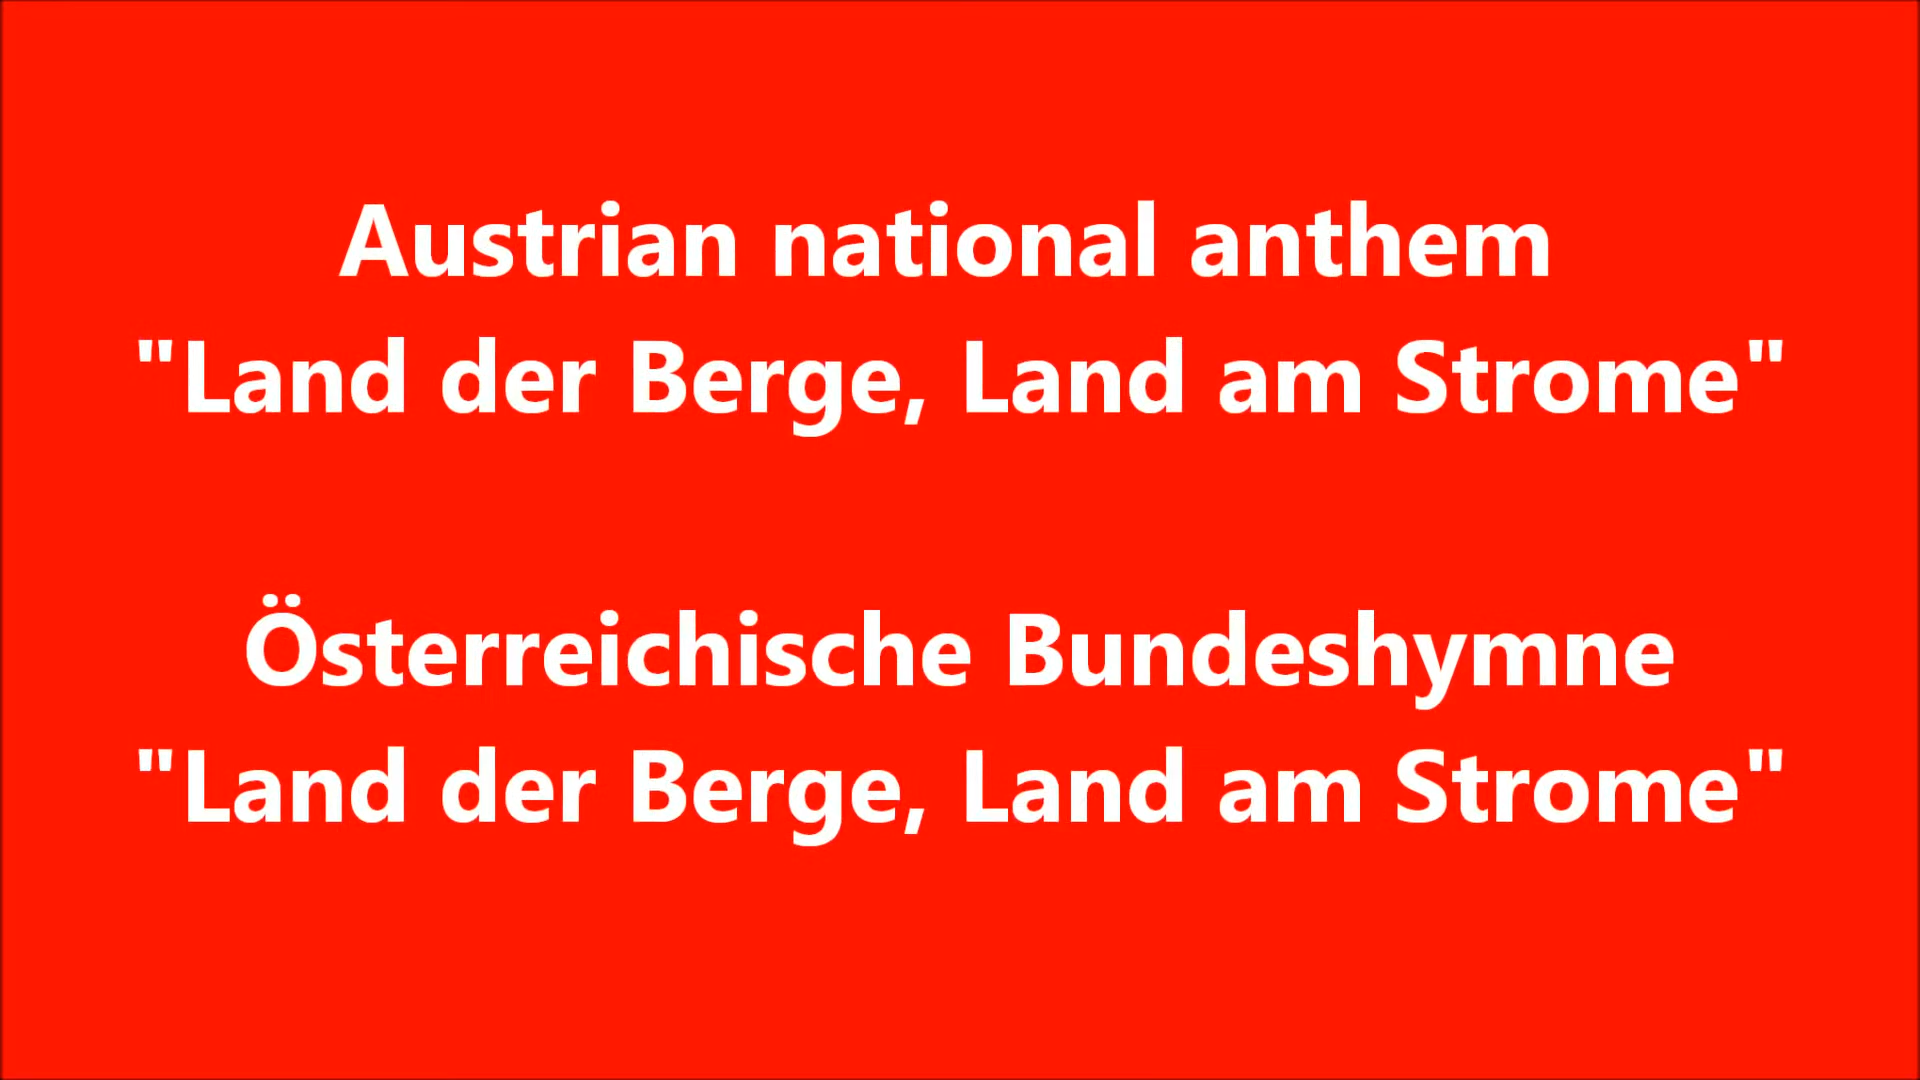 Austrian national anthem
"Land der Berge, Land am Strome"
Österreichische Bundeshymne
"Land der Berge, Land am Strome"